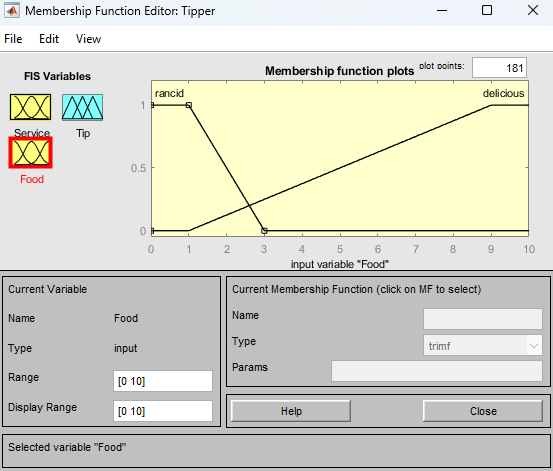 Membership Function Editor: Tipper
File Edit View
FIS Variables
Service
Tip
Food
Membership function plots
plot points:
181
rancid
delicious
1
0.5
0
0 1 2 3 4 5 6 7 8 9 10
input variable "Food"
Current Variable
Name Food
Type input
Range [0 10]
Display Range [0 10]
Current Membership Function (click on MF to select)
Name
Type trimf
Params
Help Close
Selected variable "Food"